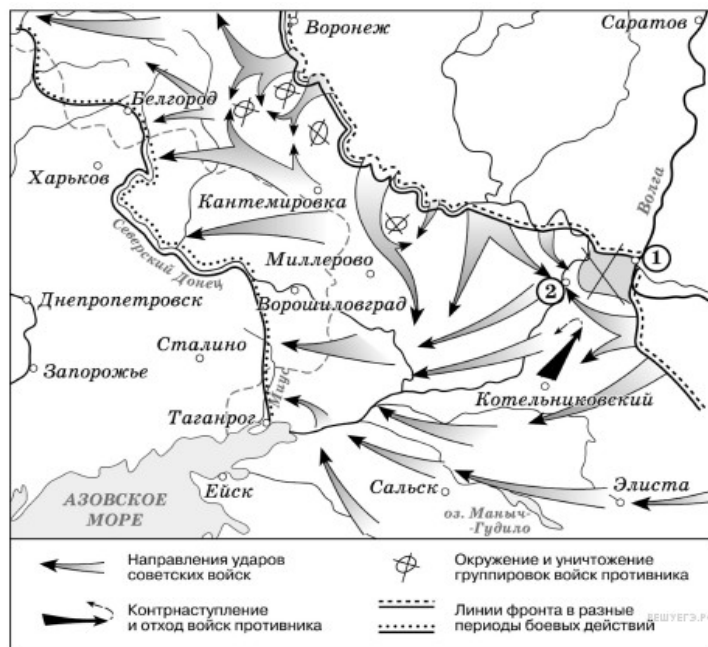 Воронеж
Саратов
Белгород
Харьков
Кантемировка
Волга
Северский Донец
Миллерово
1
2
Днепропетровск
Ворошиловград
Сталино
Запорожье
Котельниковский
Миус
Таганрог
АЗОВСКОЕ
МОРЕ
Ейск
Сальск
Элиста
оз. Маныч-
-Гудило
Направления ударов
советских войск
Окружение и уничтожение
группировок войск противника
Контрнаступление
и отход войск противника
Линии фронта в разные
периоды боевых действий
РЕШУЕГЭ.РФ